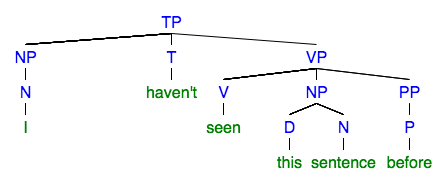 TP
NP T VP
N haven't V NP PP
I seen D N P
this sentence before